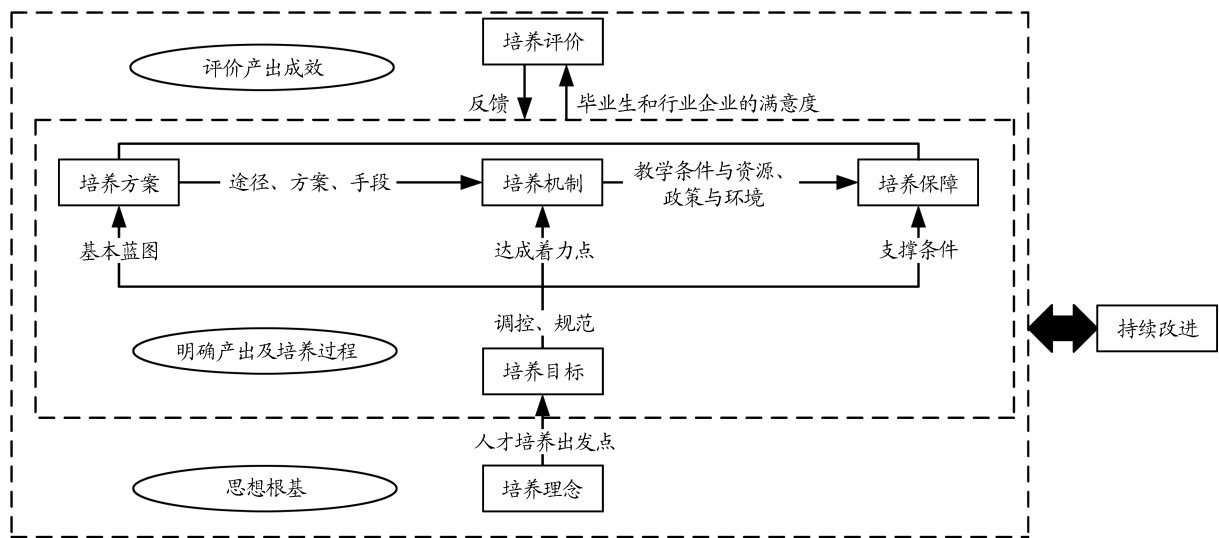 培养评价
评价产出成效
反馈
毕业生和行业企业的满意度
培养方案
途径、方案、手段
培养机制
教学条件与资源、
政策与环境
培养保障
基本蓝图
达成着力点
支撑条件
调控、规范
持续改进
明确产出及培养过程
培养目标
人才培养出发点
思想根基
培养理念